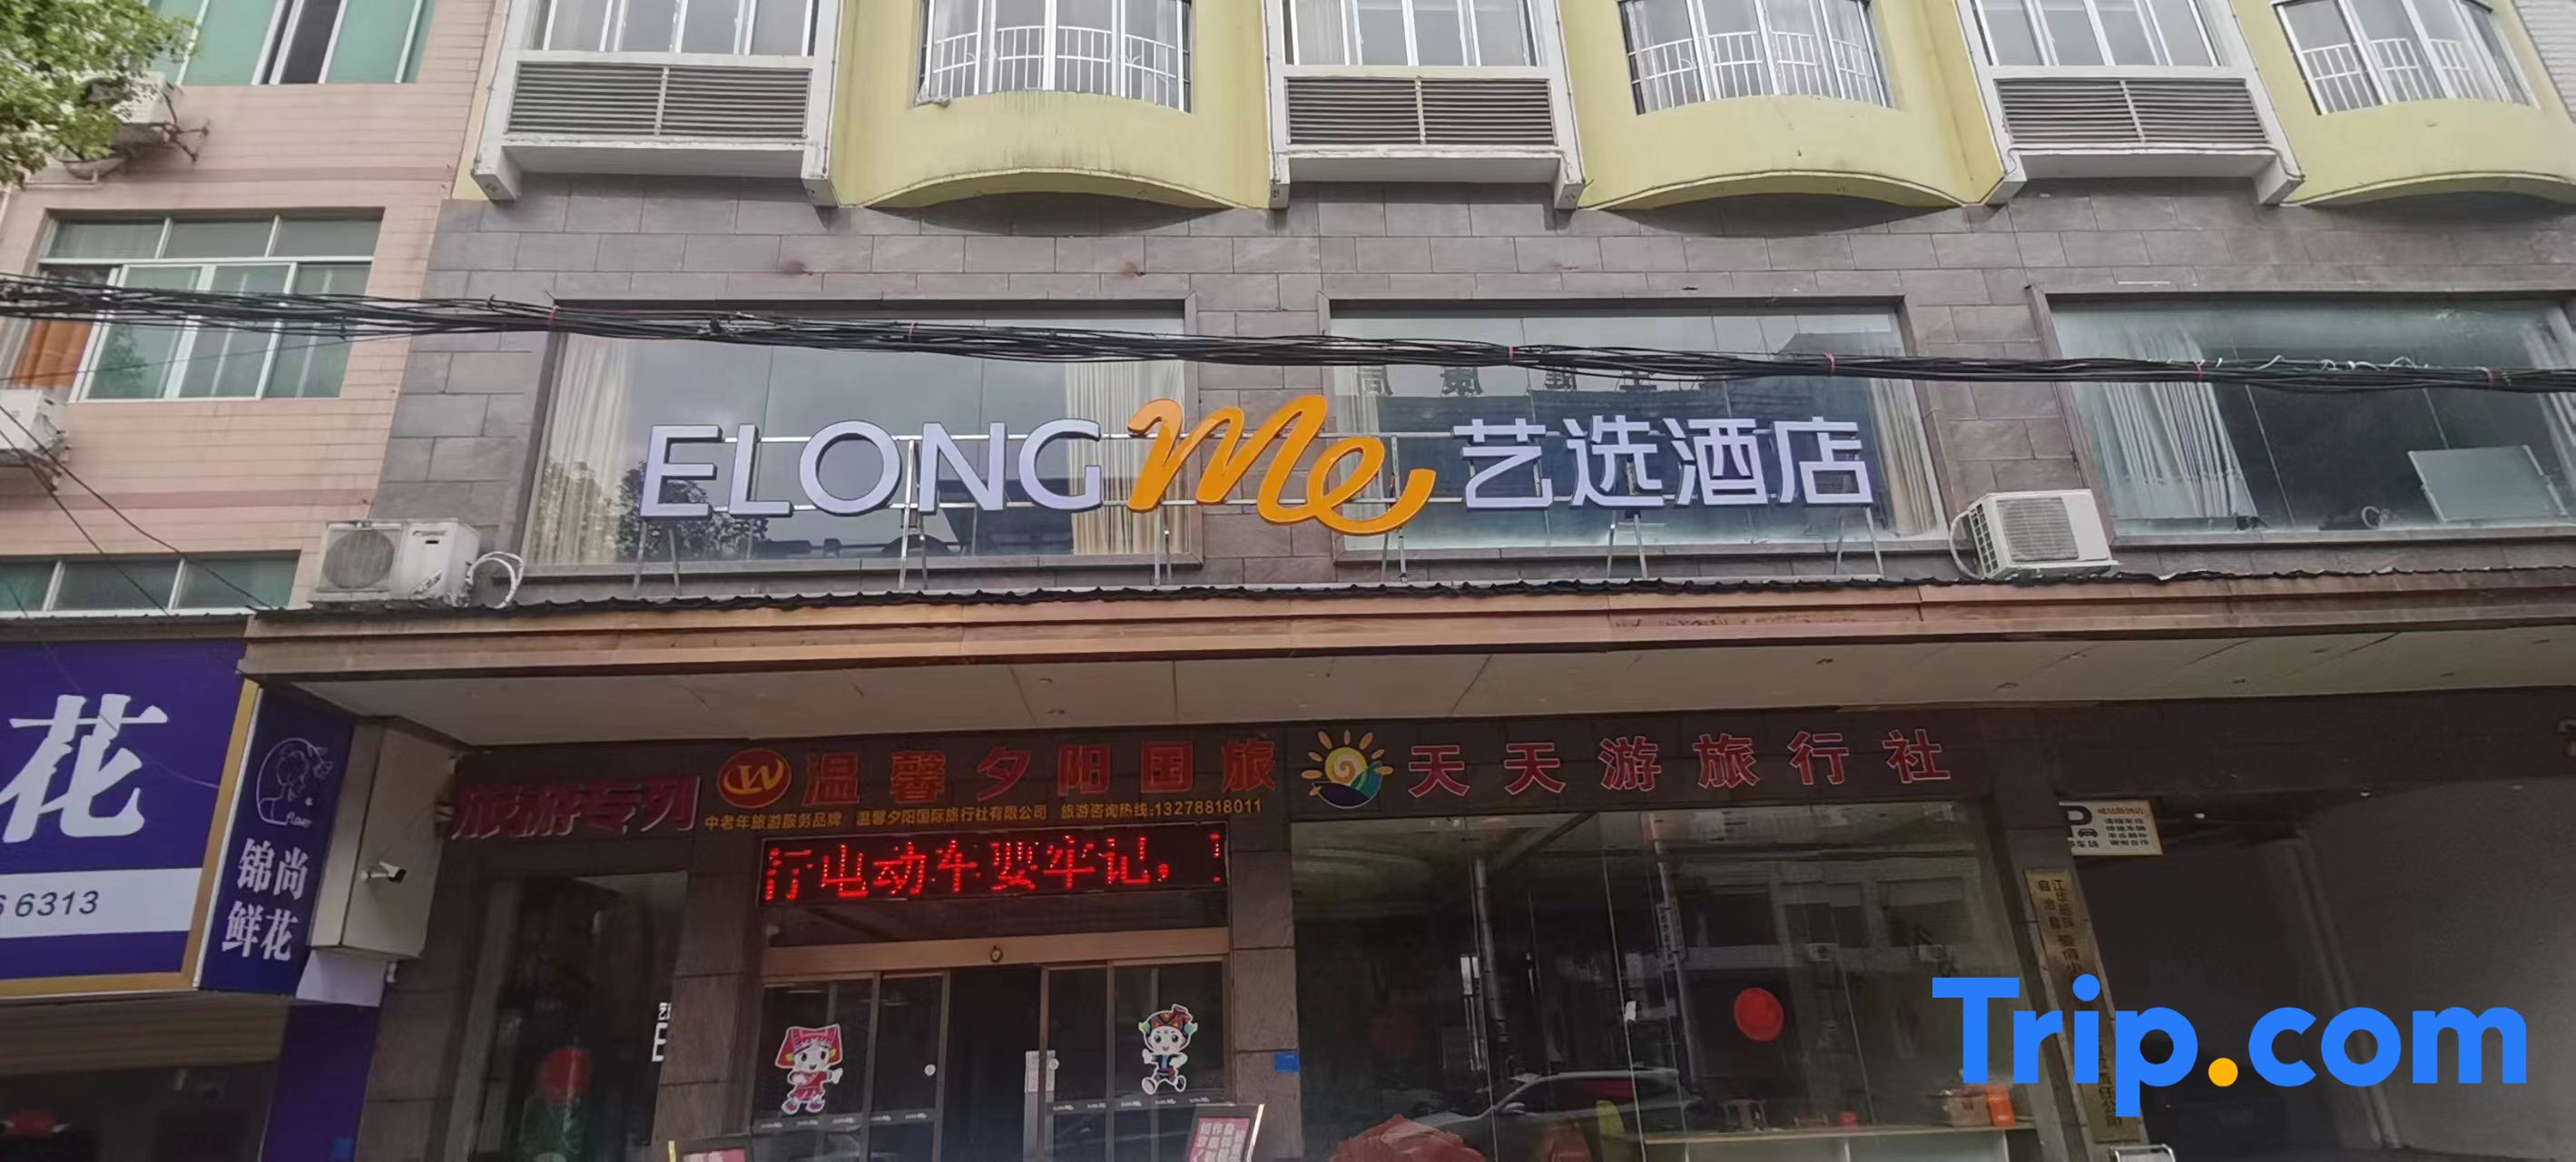 ELONG me 艺选酒店
花
6313
锦尚
鲜花
旅游专列
温馨夕阳国旅
中老年旅游服务品牌 温馨夕阳国际旅行社有限公司 旅游咨询热线:13278818011
天天游旅行社
行电动车要牢记，
P
Trip.com